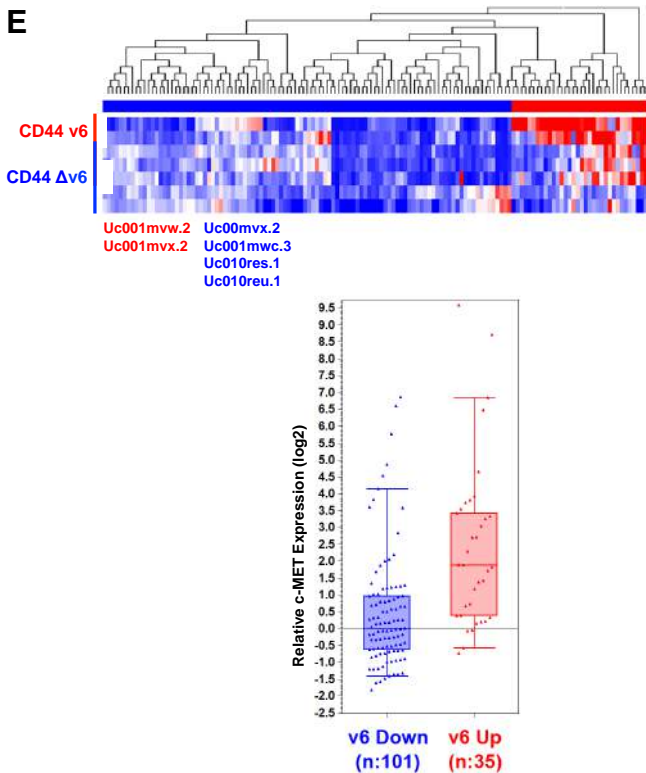 E
CD44 v6
CD44 Δv6
Uc001mvw.2 Uc00mvx.2
Uc001mvx.2 Uc001mwc.3
Uc010res.1
Uc010reu.1
Relative c-MET Expression (log2)
9.5
9.0
8.5
8.0
7.5
7.0
6.5
6.0
5.5
5.0
4.5
4.0
3.5
3.0
2.5
2.0
1.5
1.0
0.5
0.0
-0.5
-1.0
-1.5
-2.0
-2.5
v6 Down v6 Up
(n:101) (n:35)